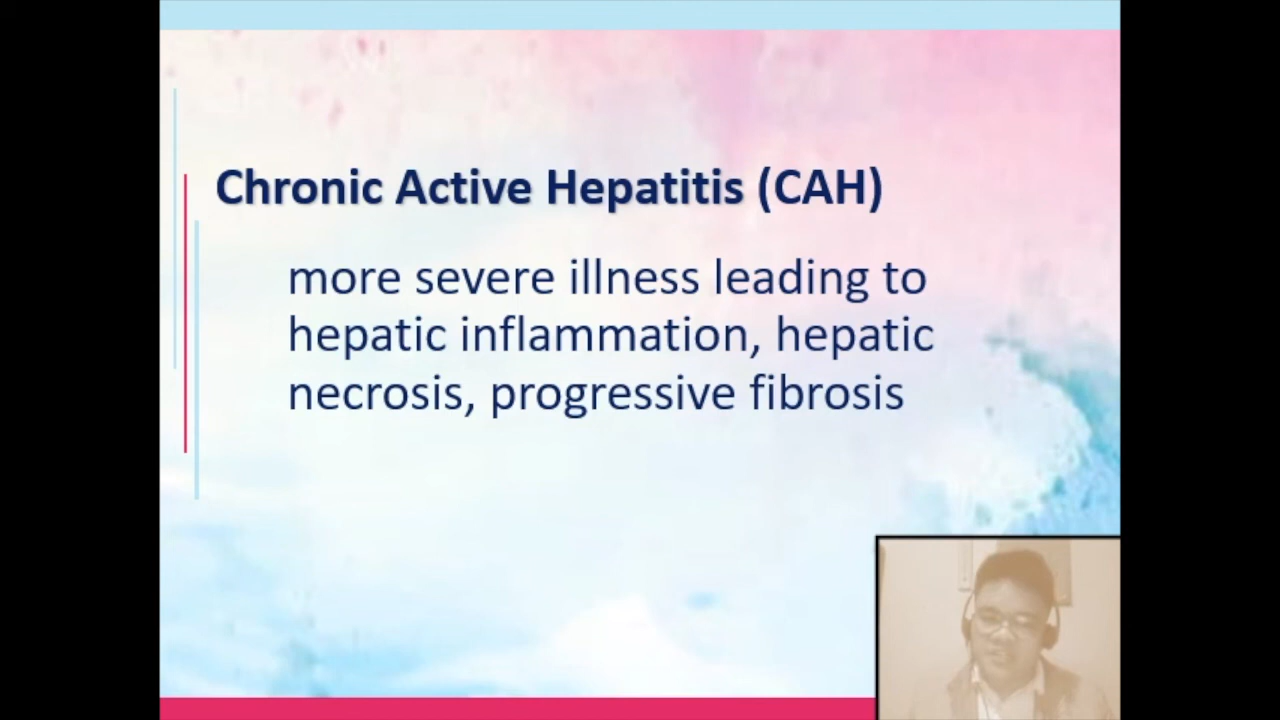 Chronic Active Hepatitis (CAH)
more severe illness leading to
hepatic inflammation, hepatic
necrosis, progressive fibrosis